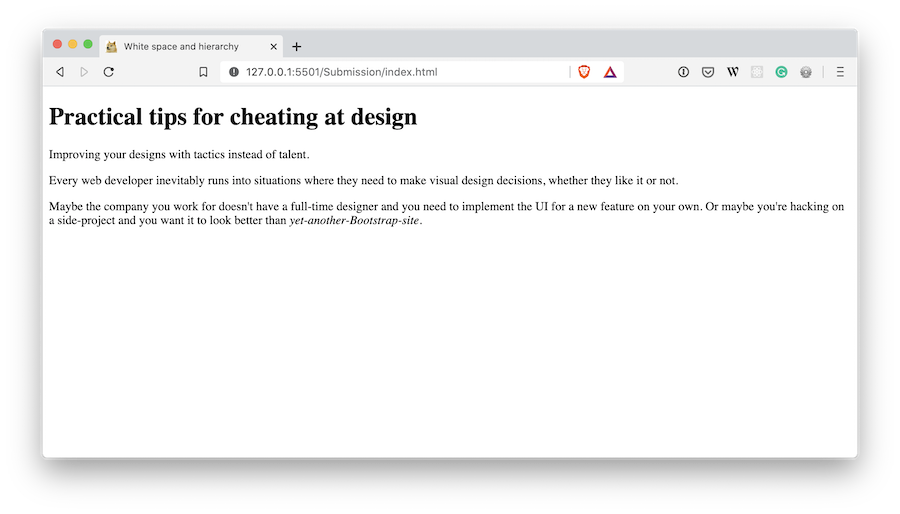 White space and hierarchy
127.0.0.1:5501/Submission/index.html
Practical tips for cheating at design
Improving your designs with tactics instead of talent.
Every web developer inevitably runs into situations where they need to make visual design decisions, whether they like it or not.
Maybe the company you work for doesn't have a full-time designer and you need to implement the UI for a new feature on your own. Or maybe you're hacking on
a side-project and you want it to look better than yet-another-Bootstrap-site.